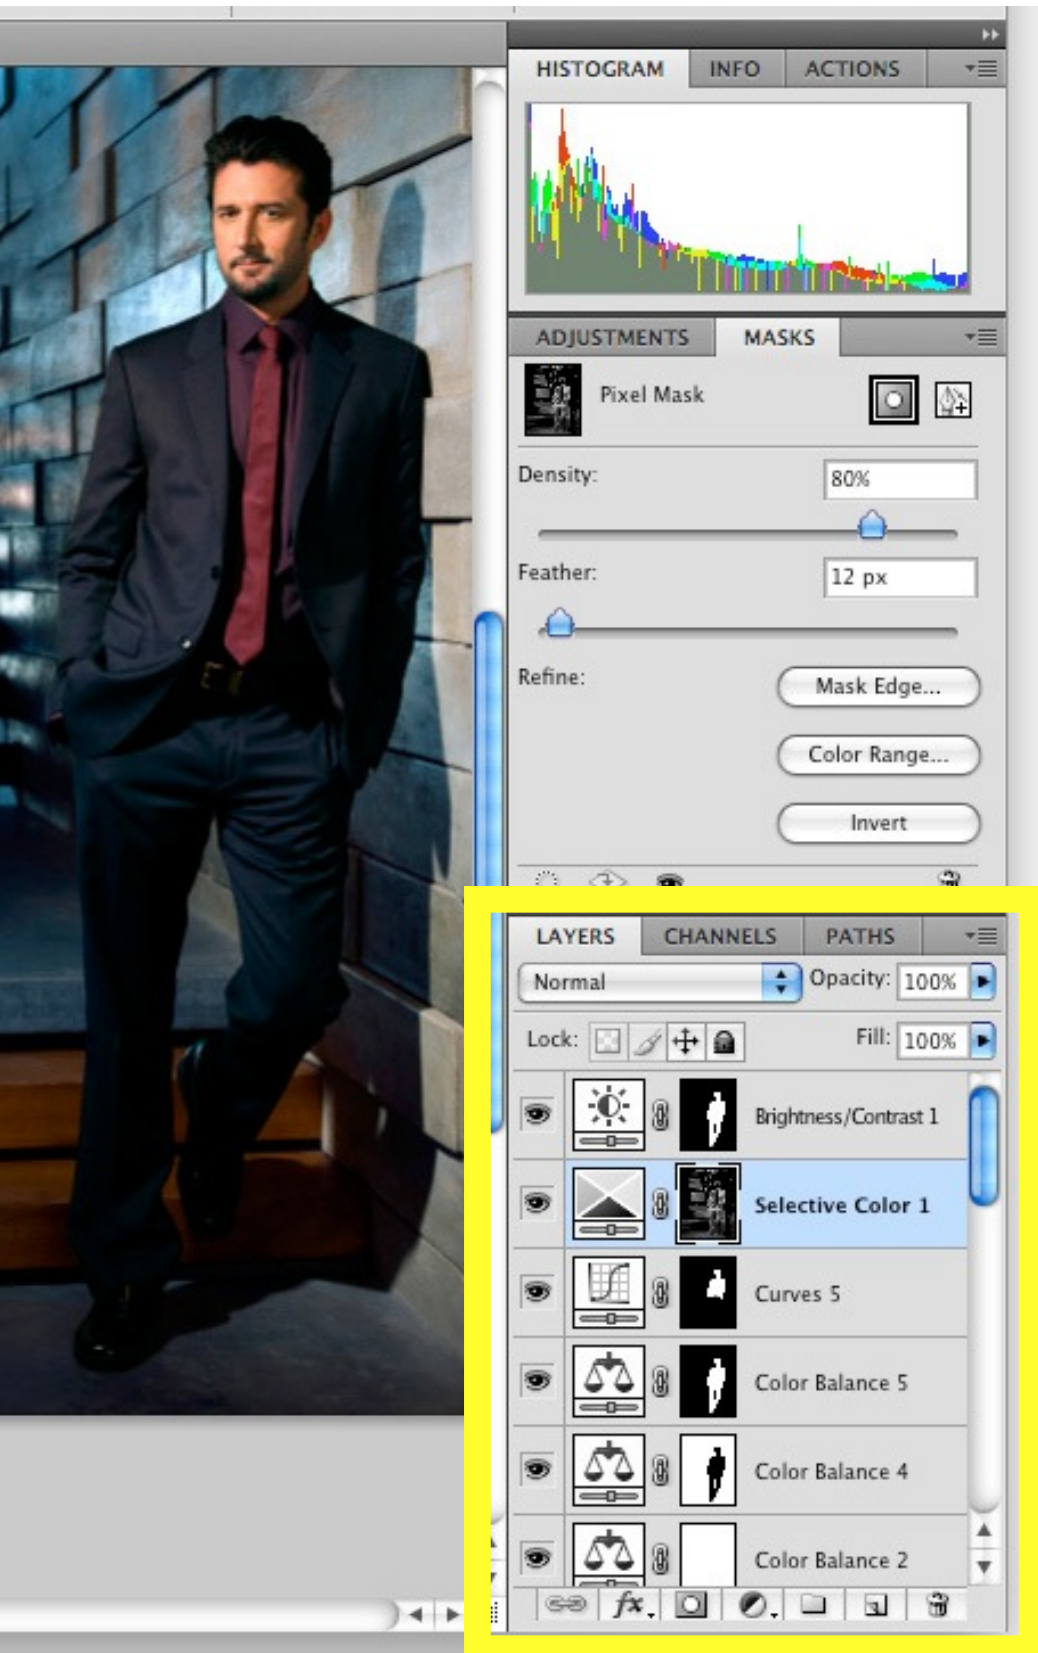 HISTOGRAM INFO ACTIONS
ADJUSTMENTS MASKS
Pixel Mask
Density: 80%
Feather: 12 px
Refine: Mask Edge...
Color Range...
Invert
LAYERS CHANNELS PATHS
Normal Opacity: 100%
Lock: Fill: 100%
Brightness/Contrast 1
Selective Color 1
Curves 5
Color Balance 5
Color Balance 4
Color Balance 2
fx